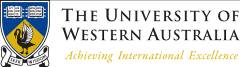 THE UNIVERSITY OF
WESTERN AUSTRALIA
Achieving International Excellence